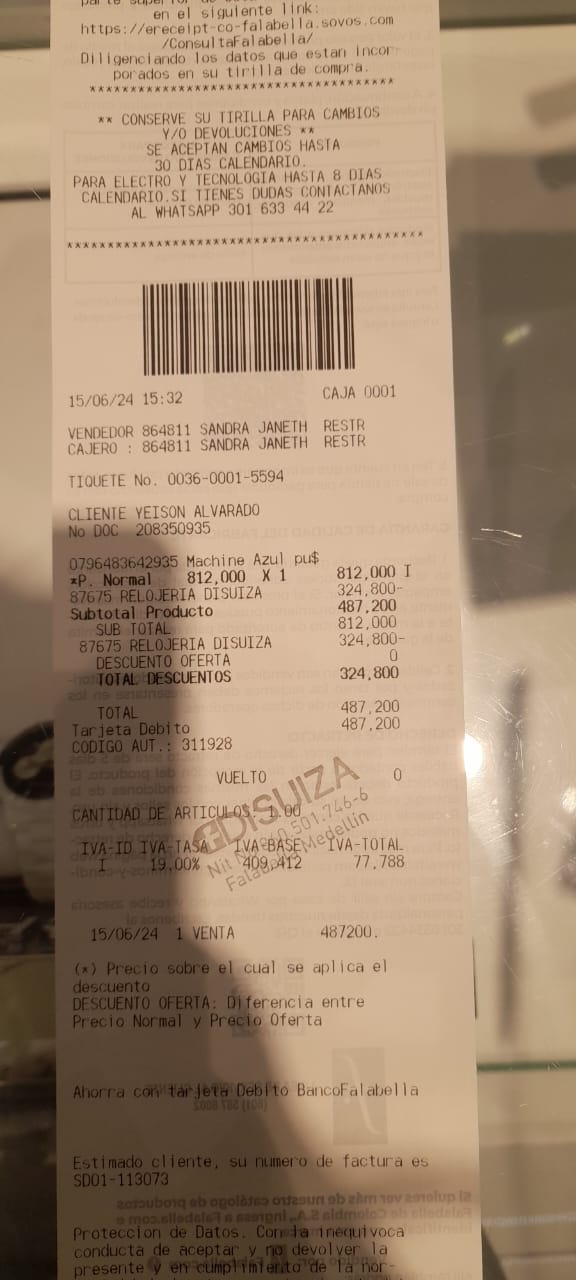 en el siguiente link:
https://ereceipt-co-falabella.sovos.com
/ConsultaFalabella/
Diligenciando los datos que estan incor
porados en su tirilla de compra.
****************************************
** CONSERVE SU TIRILLA PARA CAMBIOS
Y/O DEVOLUCIONES **
SE ACEPTAN CAMBIOS HASTA
30 DIAS CALENDARIO.
PARA ELECTRO Y TECNOLOGIA HASTA 8 DIAS
CALENDARIO.SI TIENES DUDAS CONTACTANOS
AL WHATSAPP 301 633 44 22
****************************************
15/06/24 15:32 CAJA 0001
VENDEDOR 864811 SANDRA JANETH RESTR
CAJERO : 864811 SANDRA JANETH RESTR
TIQUETE No. 0036-0001-5594
CLIENTE YEISON ALVARADO
No DOC 208350935
0796483642935 Machine Azul pu$
*P. Normal 812,000 X 1 812,000 I
87675 RELOJERIA DISUIZA 324,800-
Subtotal Producto 487,200
SUB TOTAL 812,000
87675 RELOJERIA DISUIZA 324,800-
DESCUENTO OFERTA 0
TOTAL DESCUENTOS 324,800
TOTAL 487,200
Tarjeta Debito 487,200
CODIGO AUT.: 311928
VUELTO 0
DISUIZA
CANTIDAD DE ARTICULOS: 1.00
Falabella Medellin
IVA-ID IVA-TASA IVA-BASE IVA-TOTAL
I 19.00% 409,412 77,788
15/06/24 1 VENTA 487200.
(*) Precio sobre el cual se aplica el
descuento
DESCUENTO OFERTA: Diferencia entre
Precio Normal y Precio Oferta
Ahorra con tarjeta Debito BancoFalabella
Estimado cliente, su numero de factura es
SD01-113073
Proteccion de Datos. Con la inequivoca
conducta de aceptar y no devolver la
presente y en cumplimiento de la nor-